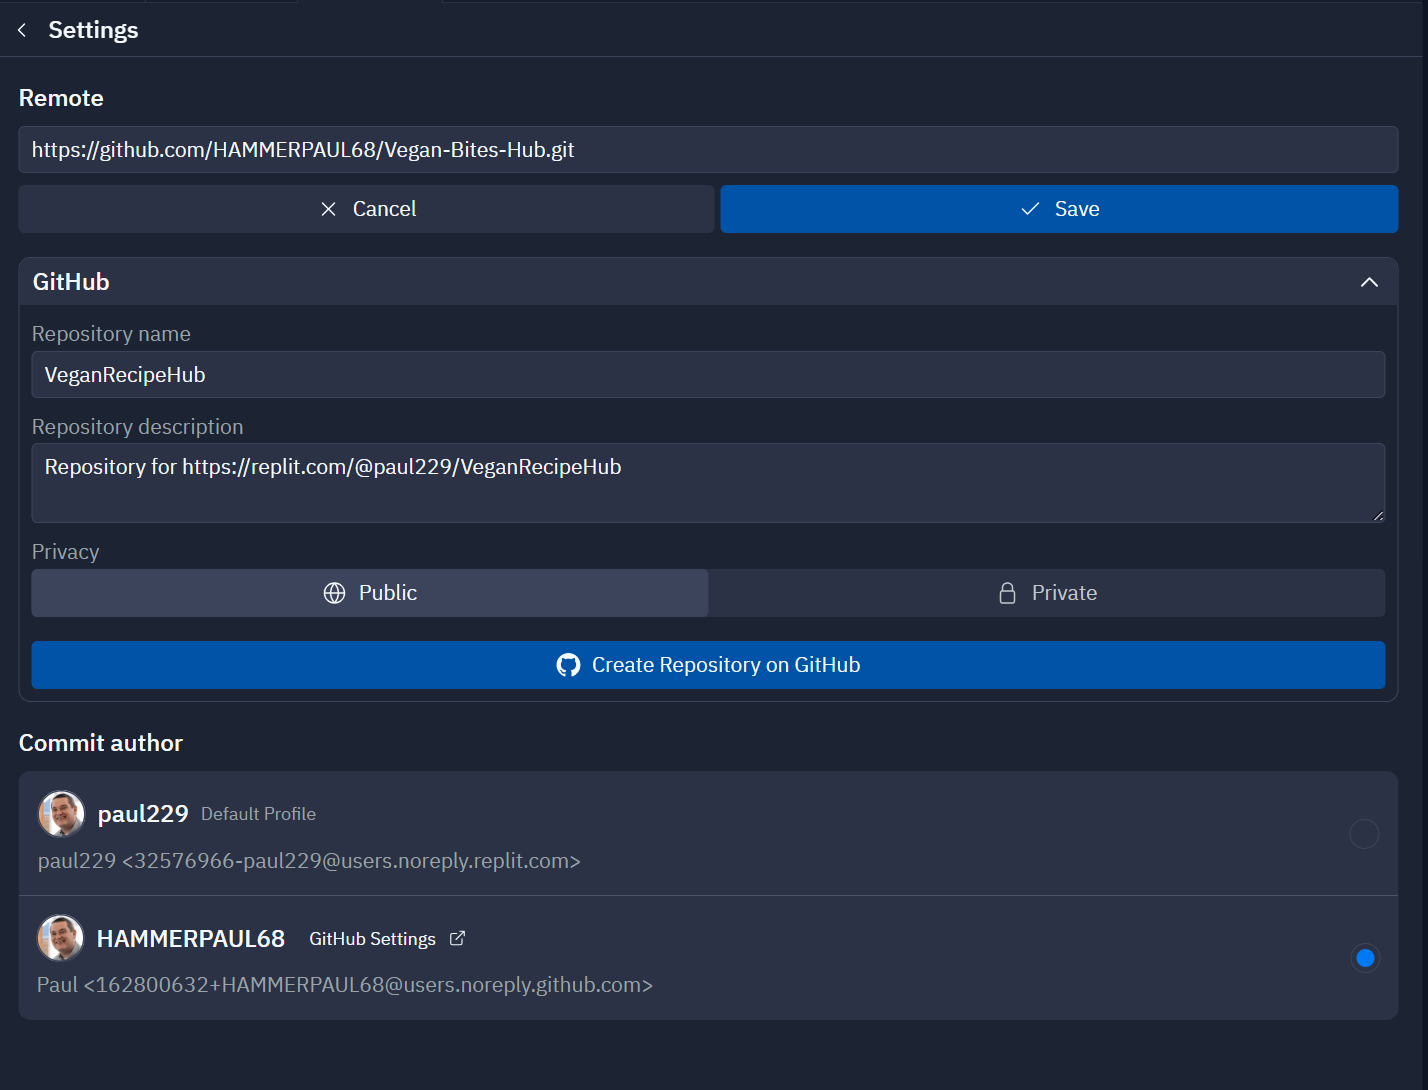 Settings
Remote
https://github.com/HAMMERPAUL68/Vegan-Bites-Hub.git
Cancel
Save
GitHub
Repository name
VeganRecipeHub
Repository description
Repository for https://replit.com/@paul229/VeganRecipeHub
Privacy
Public
Private
Create Repository on GitHub
Commit author
paul229 Default Profile
paul229 <32576966-paul229@users.noreply.replit.com>
HAMMERPAUL68 GitHub Settings
Paul <162800632+HAMMERPAUL68@users.noreply.github.com>